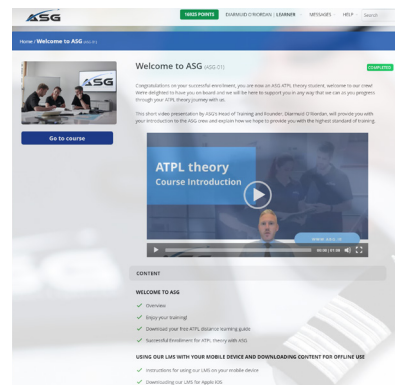 ASG
16925 POINTS
DIARMUID O'RIORDAN | LEARNER
MESSAGES
HELP
Search
Home / Welcome to ASG (ASG 01)
ASG
Go to course
Welcome to ASG (ASG 01)
COMPLETED
Congratulations on your successful enrollment, you are now an ASG ATPL theory student, welcome to our crew!
We're delighted to have you on board and we will be here to support you in any way that we can as you progress
through your ATPL theory journey with us.
This short video presentation by ASG's Head of Training and Founder, Diarmuid O'Riordan, will provide you with
your introduction to the ASG crew and explain how we hope to provide you with the highest standard of training.
ATPL theory
Course Introduction
CONTENT
WELCOME TO ASG
Overview
Enjoy your training!
Download your free ATPL distance learning guide
Successful Enrollment for ATPL theory with ASG
USING OUR LMS WITH YOUR MOBILE DEVICE AND DOWNLOADING CONTENT FOR OFFLINE USE
Instructions for using our LMS on your mobile device
Downloading our LMS for Apple iOS